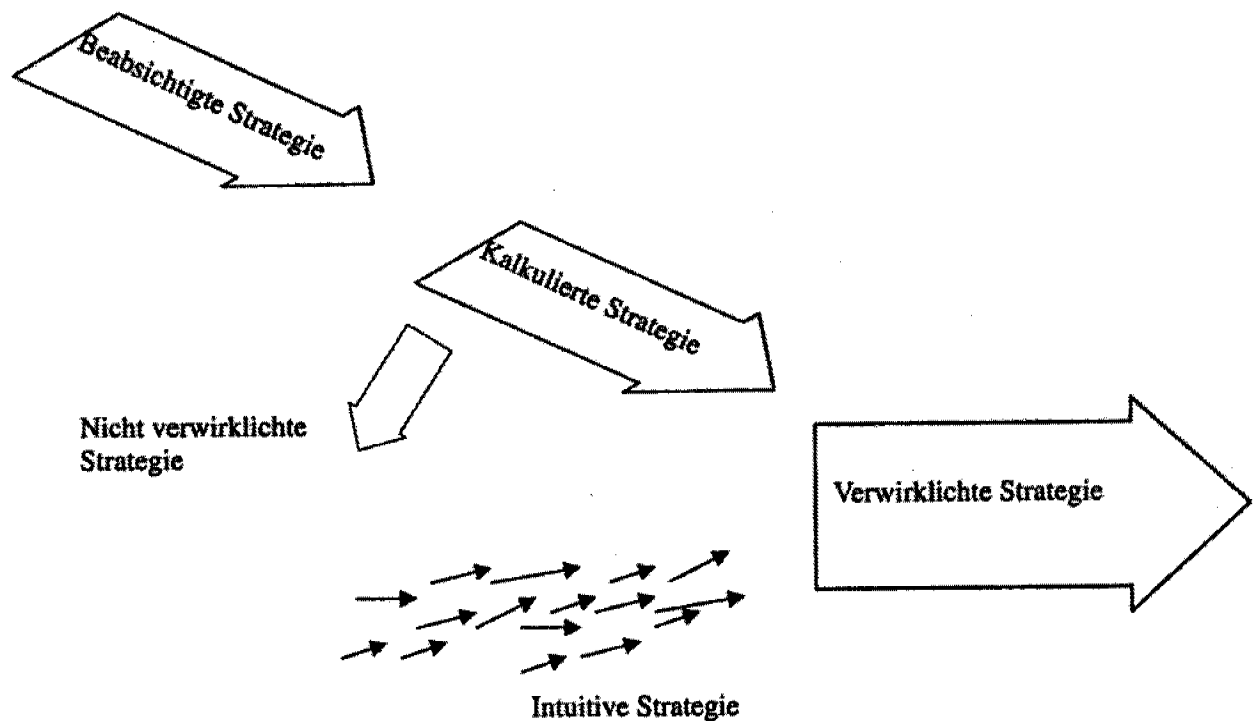 Beabsichtigte Strategie
Kalkulierte Strategie
Nicht verwirklichte
Strategie
Verwirklichte Strategie
Intuitive Strategie